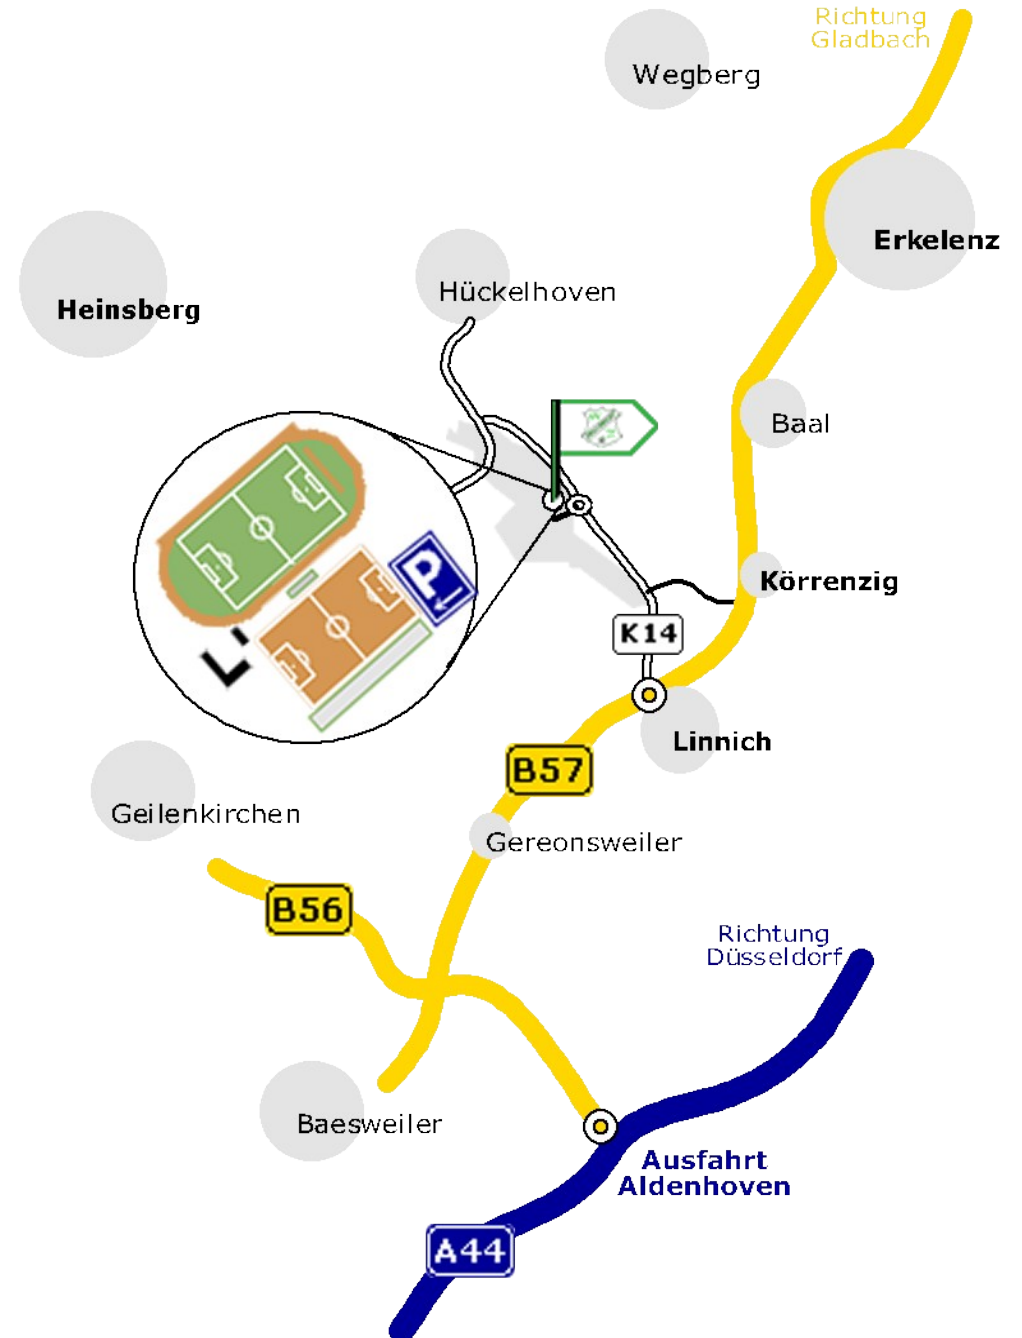 Richtung
Gladbach
Wegberg
Erkelenz
Hückelhoven
Heinsberg
Baal
P
Körrenzig
K14
Linnich
B57
Geilenkirchen
Gereonsweiler
B56
Richtung
Düsseldorf
Baesweiler
Ausfahrt
Aldenhoven
A44